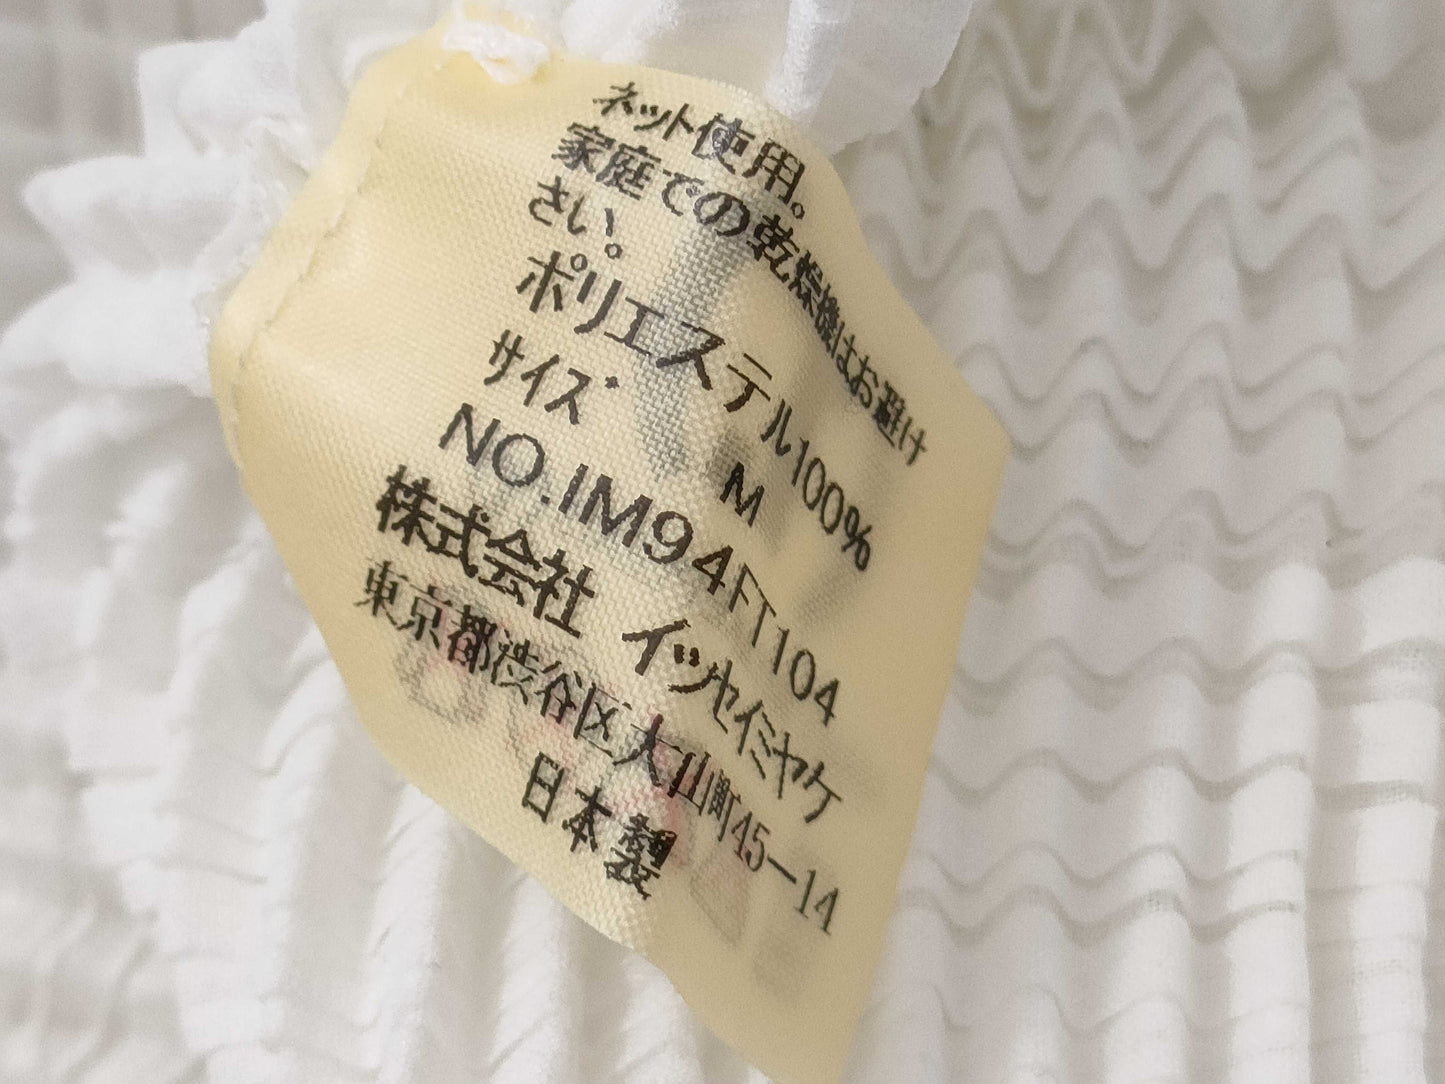 ネット使用。
家庭での乾燥機はお避け
さい。
ポリエステル100%
サイズ M
NO.IM94FT104
株式会社 イッセイミヤケ
東京都渋谷区大山町45-14
日本製